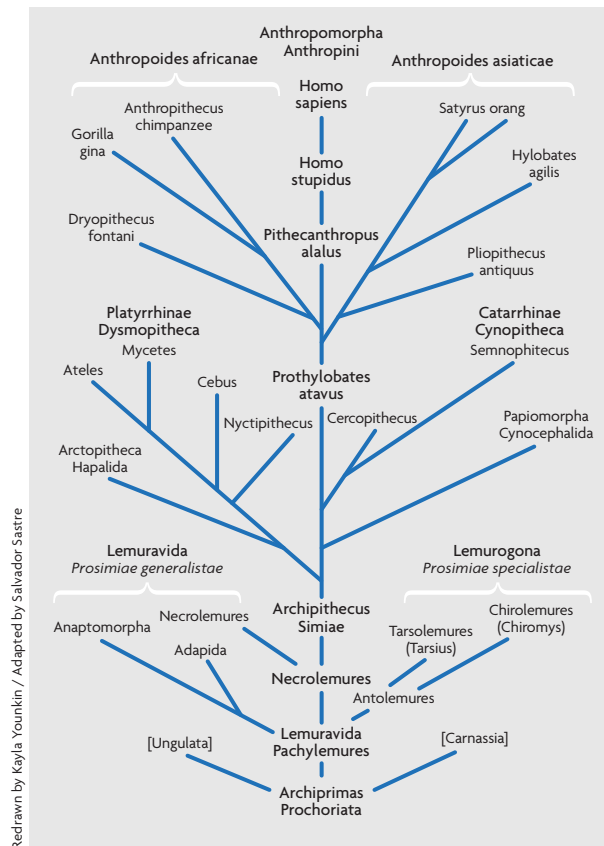 Anthropomorpha
Anthropini
Anthropoides africanae
Anthropoides asiaticae
Homo
sapiens
Anthropithecus
chimpanzee
Satyrus orang
Gorilla
gina
Hylobates
agilis
Homo
stupidus
Dryopithecus
fontani
Pithecanthropus
alalus
Pliopithecus
antiquus
Platyrrhinae
Dysmopitheca
Catarrhinae
Cynopitheca
Mycetes
Semnophitecus
Ateles
Cebus
Prothylobates
atavus
Nyctipithecus
Cercopithecus
Papiomorpha
Cynocephalida
Arctopitheca
Hapalida
Lemuravida
Prosimiae generalistae
Lemurogona
Prosimiae specialistae
Necrolemures
Archipithecus
Simiae
Chirolemures
(Chiromys)
Anaptomorpha
Tarsolemures
(Tarsius)
Adapida
Necrolemures
Antolemures
Lemuravida
Pachylemures
[Ungulata]
[Carnassia]
Archiprimas
Prochoriata
Redrawn by Kayla Younkin / Adapted by Salvador Sastre